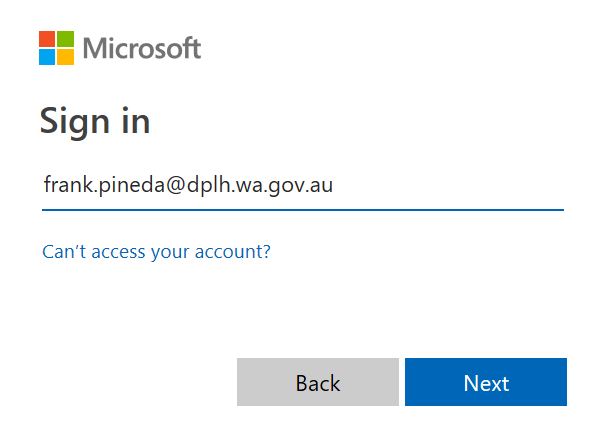 Microsoft
Sign in
frank.pineda@dplh.wa.gov.au
Can't access your account?
Back Next